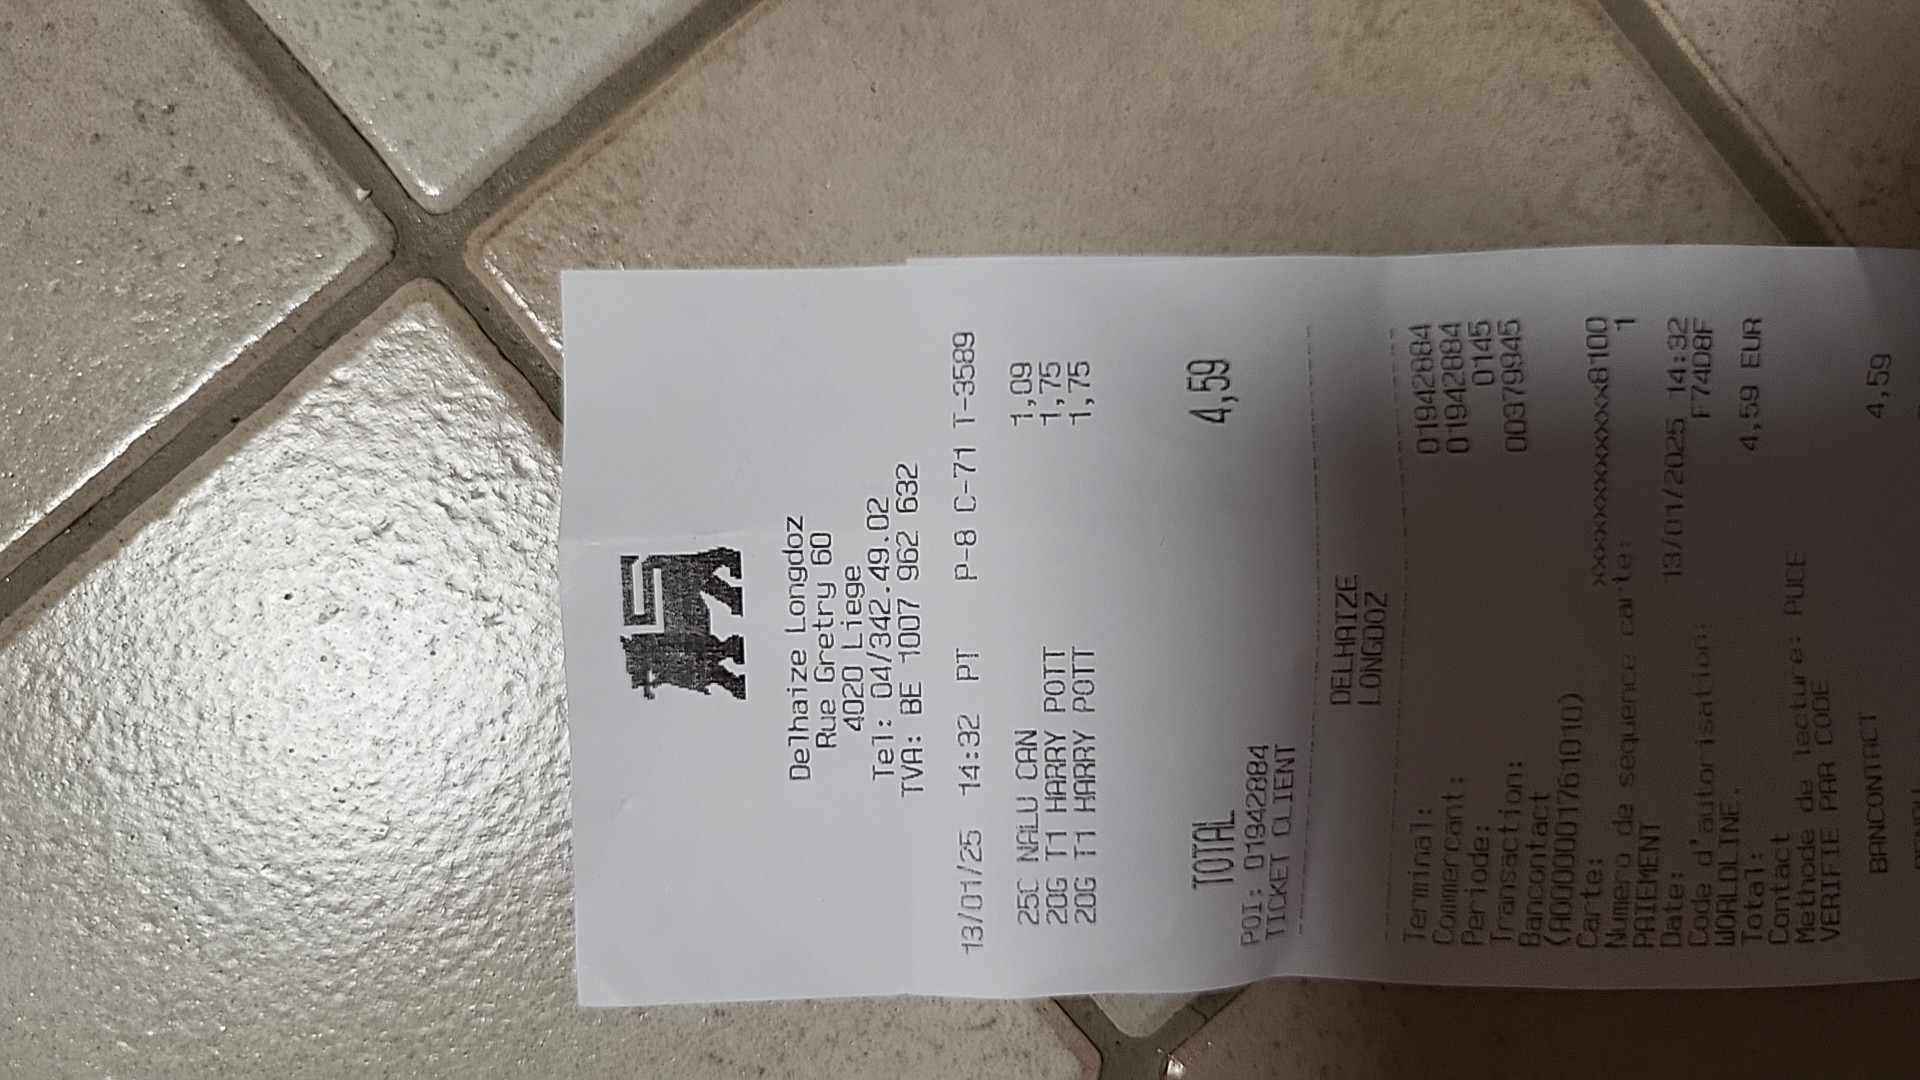 Delhaize Longdoz
Rue Gretry 60
4020 Liege
Tel: 04/342.49.02
TVA: BE 1007 962 632
13/01/25 14:32 PT P-8 C-71 T-3589
25C NALU CAN 1,09
20G T1 HARRY POTT 1,75
20G T1 HARRY POTT 1,75
TOTAL 4,59
POI: 01942884
TICKET CLIENT
DELHAIZE
LONGDOZ
Terminal: 01942884
Commercant: 01942884
Periode: 0145
Transaction: 00379945
Bancontact
(A0000001761010)
Carte: xxxxxxxxxxxxx8100
Numero de sequence carte: 1
PAIEMENT
Date: 13/01/2025 14:32
Code d'autorisation: F7408F
WORLDLINE.
Total: 4,59 EUR
Contact
Methode de lecture: PUCE
VERIFIE PAR CODE
BANCONTACT 4,59